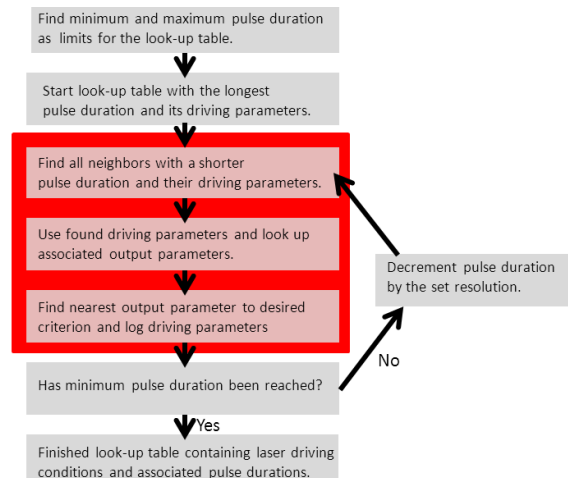 Find minimum and maximum pulse duration
as limits for the look-up table.
Start look-up table with the longest
pulse duration and its driving parameters.
Find all neighbors with a shorter
pulse duration and their driving parameters.
Use found driving parameters and look up
associated output parameters.
Decrement pulse duration
by the set resolution.
Find nearest output parameter to desired
criterion and log driving parameters
No
Has minimum pulse duration been reached?
Yes
Finished look-up table containing laser driving
conditions and associated pulse durations.